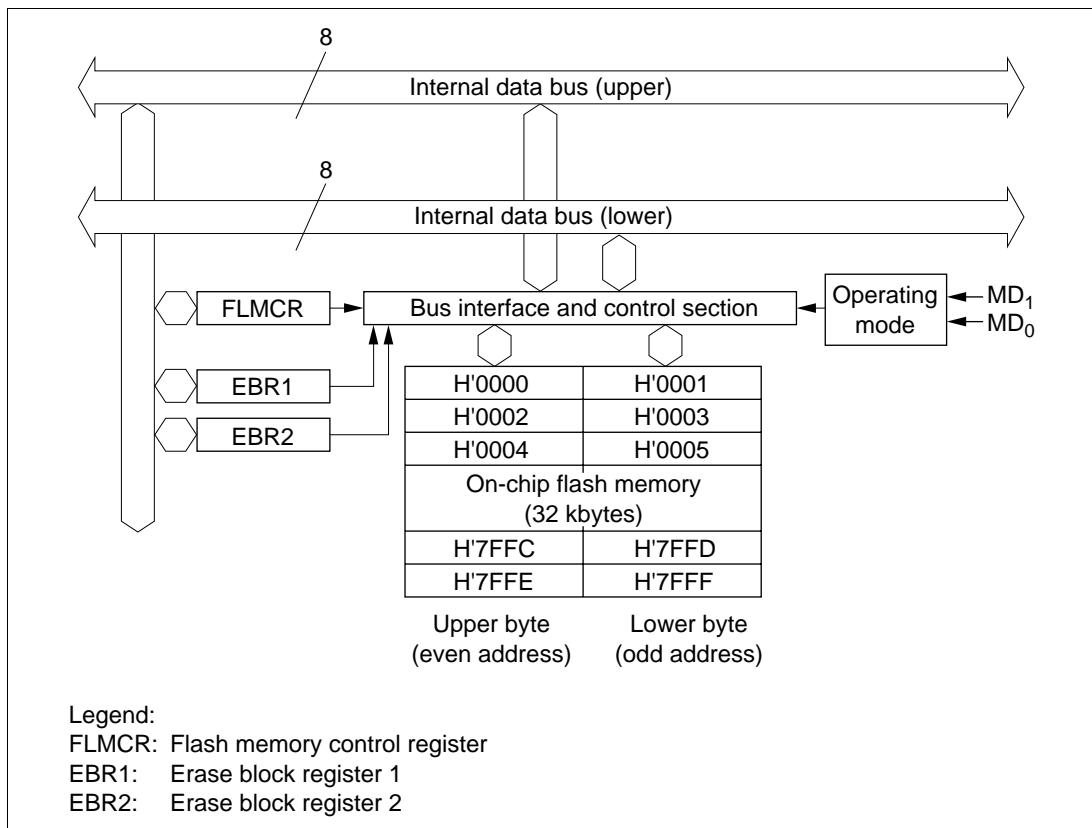 8
Internal data bus (upper)
8
Internal data bus (lower)
FLMCR
Bus interface and control section
Operating
mode
MD1
MD0
EBR1
EBR2
H'0000 H'0001
H'0002 H'0003
H'0004 H'0005
On-chip flash memory
(32 kbytes)
H'7FFC H'7FFD
H'7FFE H'7FFF
Upper byte
(even address)
Lower byte
(odd address)
Legend:
FLMCR: Flash memory control register
EBR1: Erase block register 1
EBR2: Erase block register 2